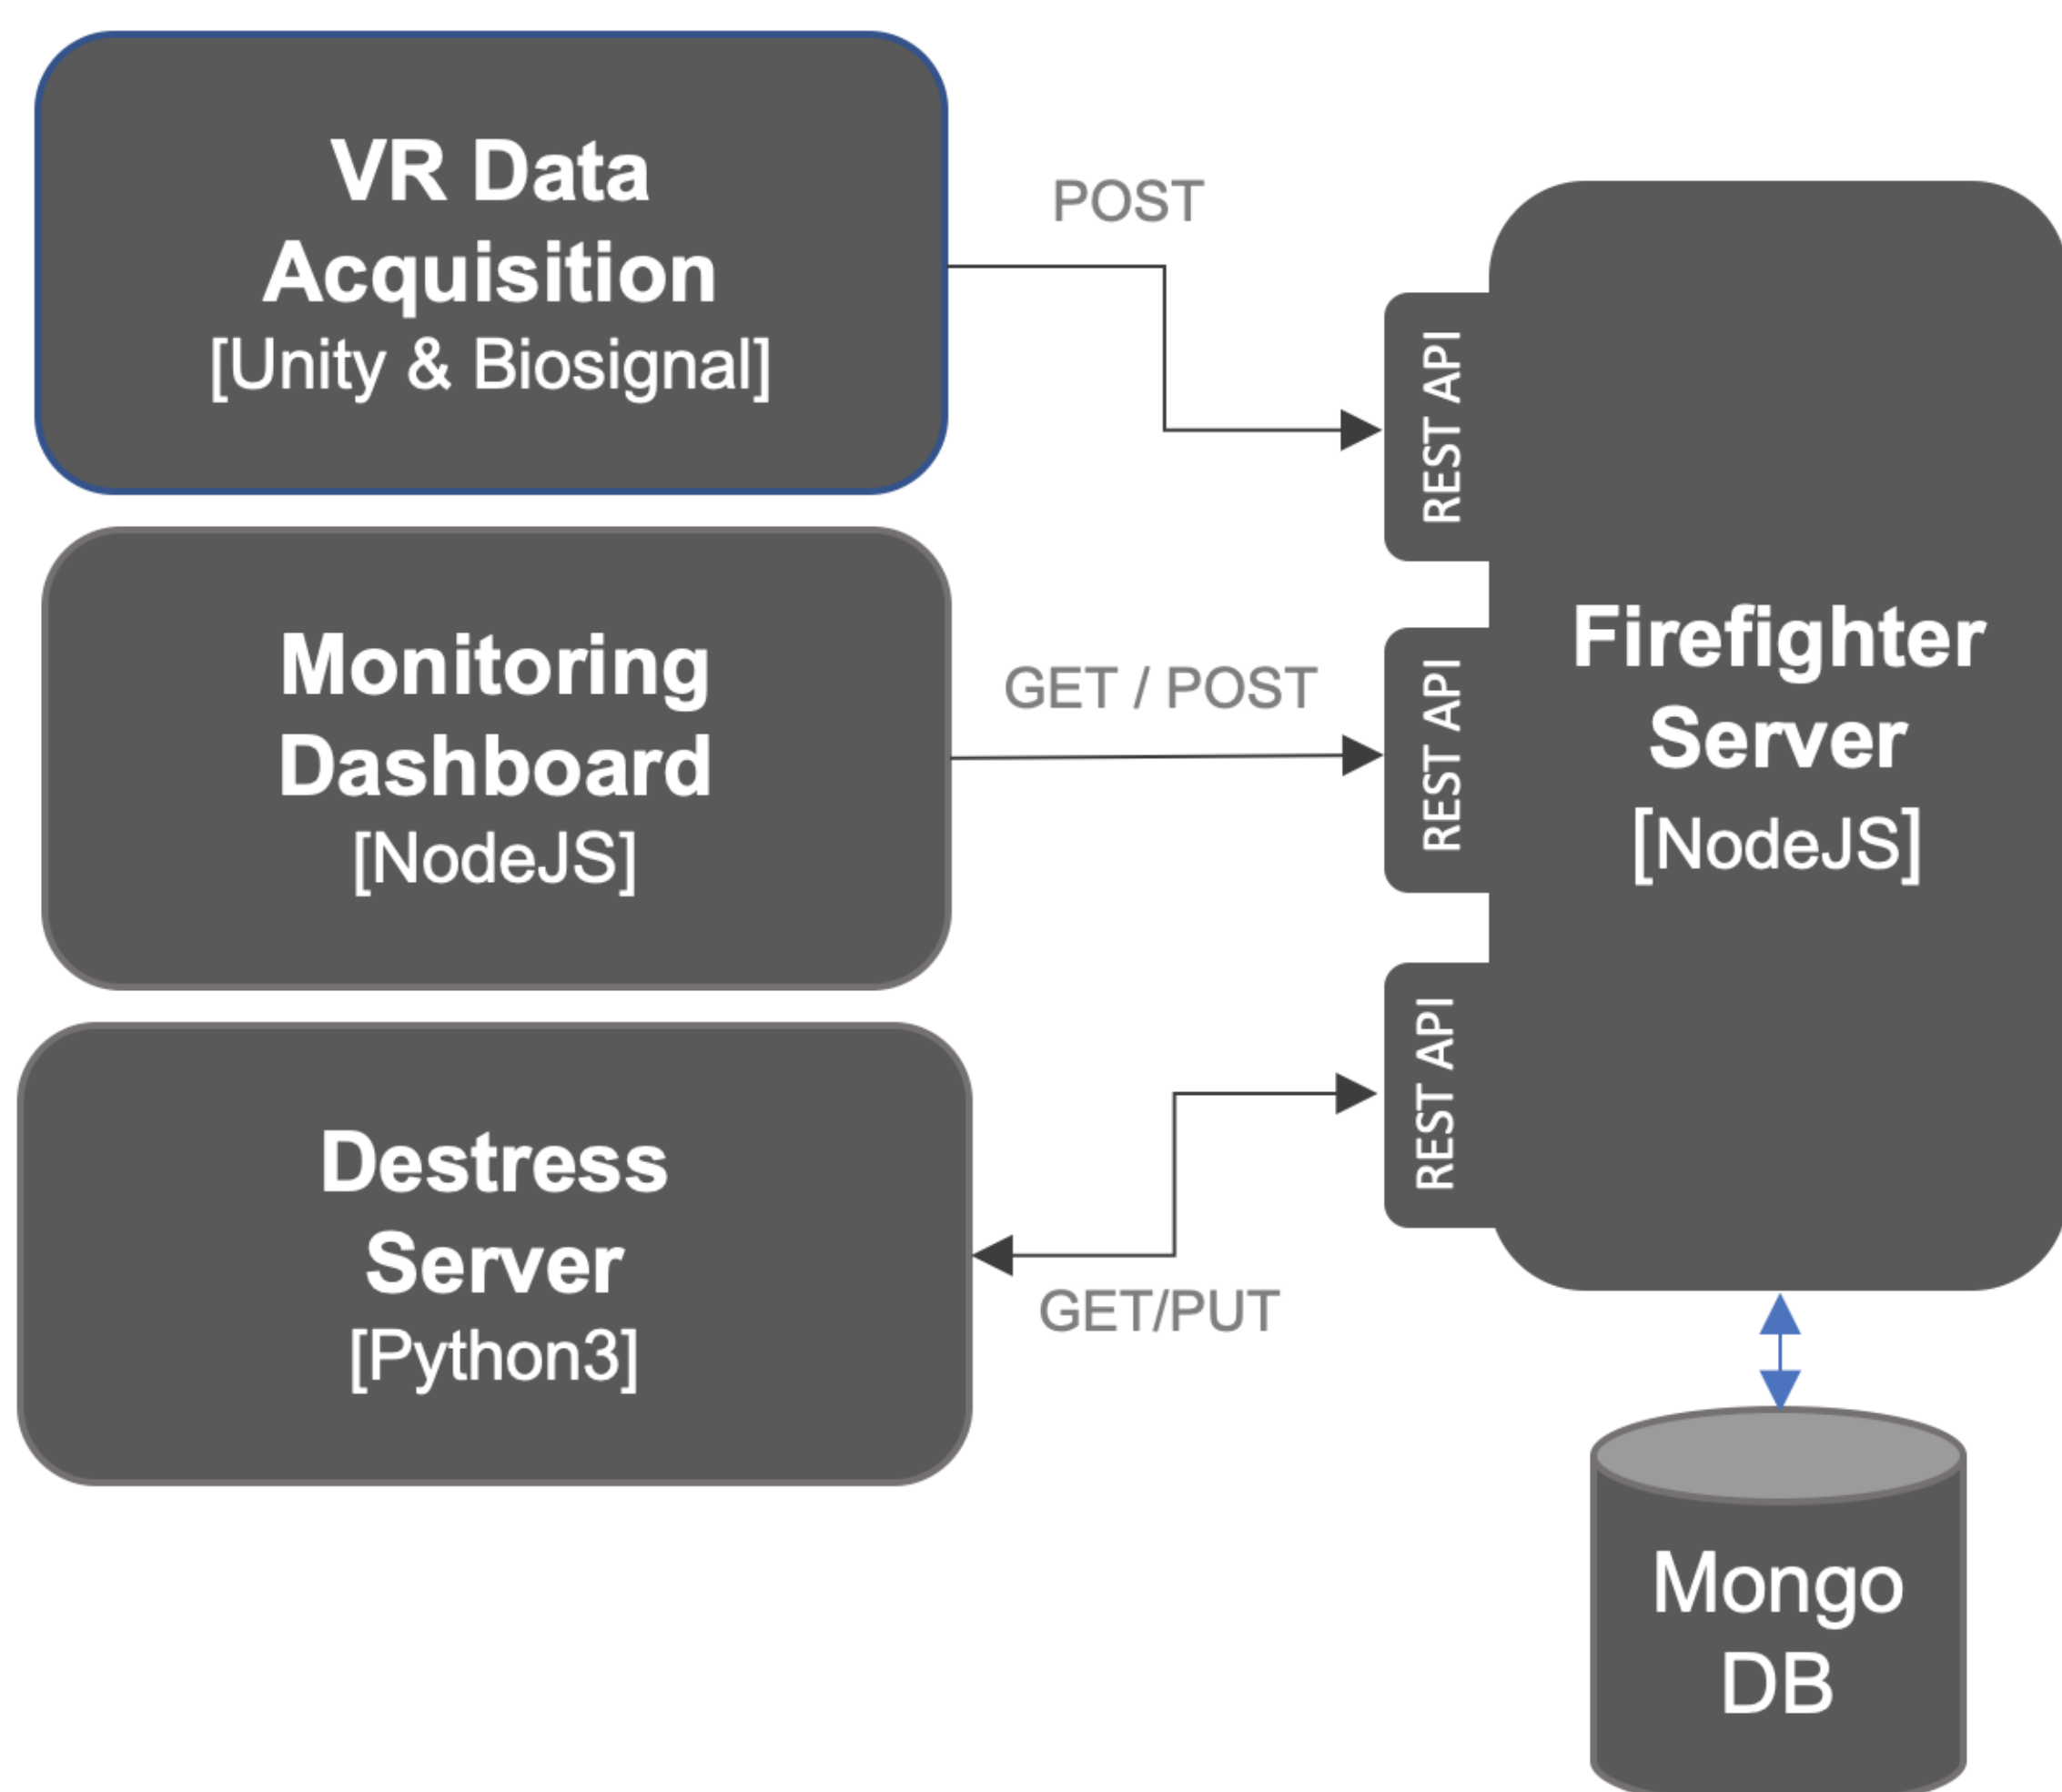 VR Data
Acquisition
[Unity & Biosignal]
POST
REST API
Monitoring
Dashboard
[NodeJS]
GET / POST
REST API
Firefighter
Server
[NodeJS]
Destress
Server
[Python3]
GET/PUT
REST API
Mongo
DB